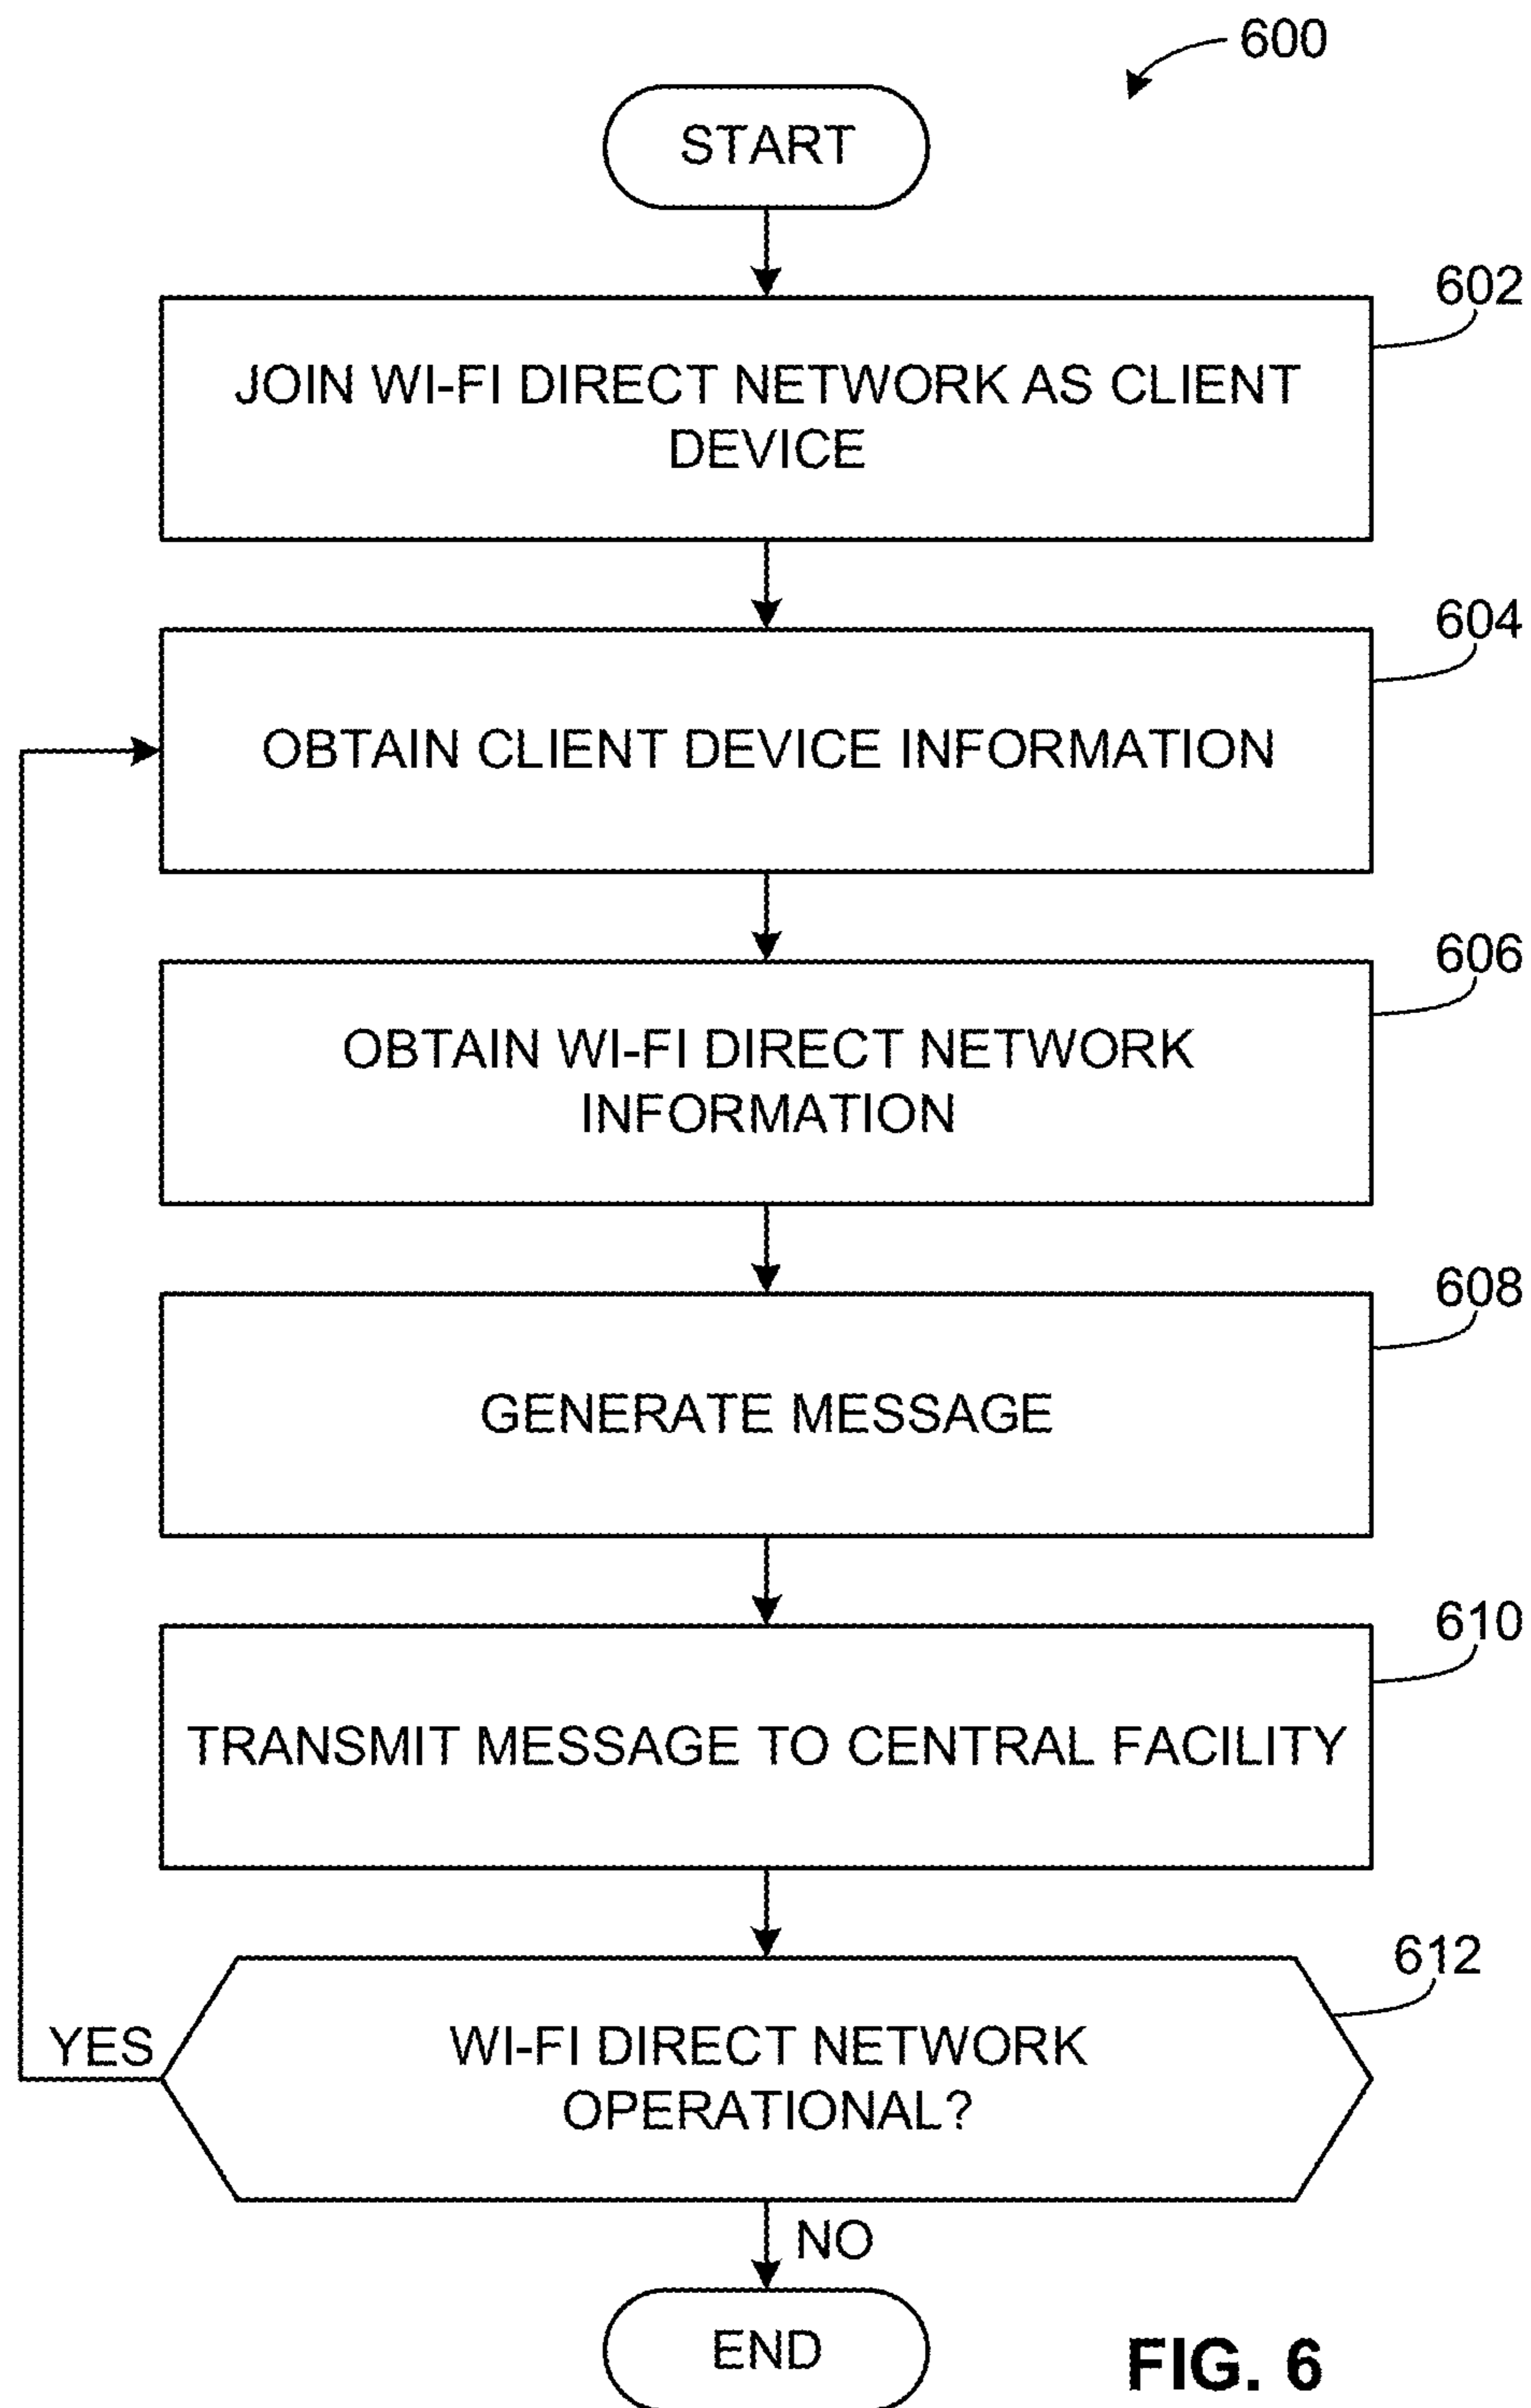 600
START
602
JOIN WI-FI DIRECT NETWORK AS CLIENT
DEVICE
604
OBTAIN CLIENT DEVICE INFORMATION
606
OBTAIN WI-FI DIRECT NETWORK
INFORMATION
608
GENERATE MESSAGE
610
TRANSMIT MESSAGE TO CENTRAL FACILITY
612
YES
WI-FI DIRECT NETWORK
OPERATIONAL?
NO
END
FIG. 6